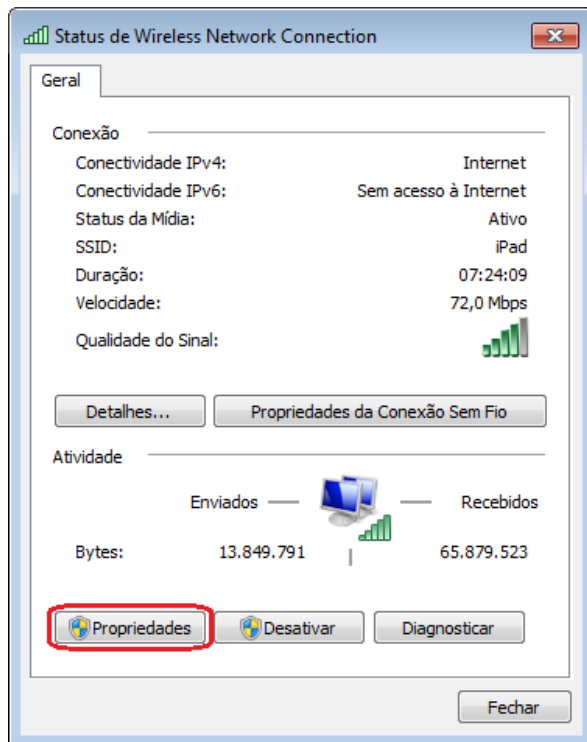 Status de Wireless Network Connection
Geral
Conexão
Conectividade IPv4: Internet
Conectividade IPv6: Sem acesso à Internet
Status da Mídia: Ativo
SSID: iPad
Duração: 07:24:09
Velocidade: 72,0 Mbps
Qualidade do Sinal:
Detalhes... Propriedades da Conexão Sem Fio
Atividade
Enviados Recebidos
Bytes: 13.849.791 65.879.523
Propriedades Desativar Diagnosticar
Fechar